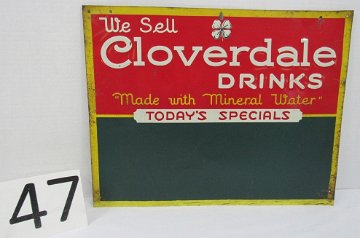 We Sell
Cloverdale
DRINKS
"Made with Mineral Water"
TODAY'S SPECIALS
47